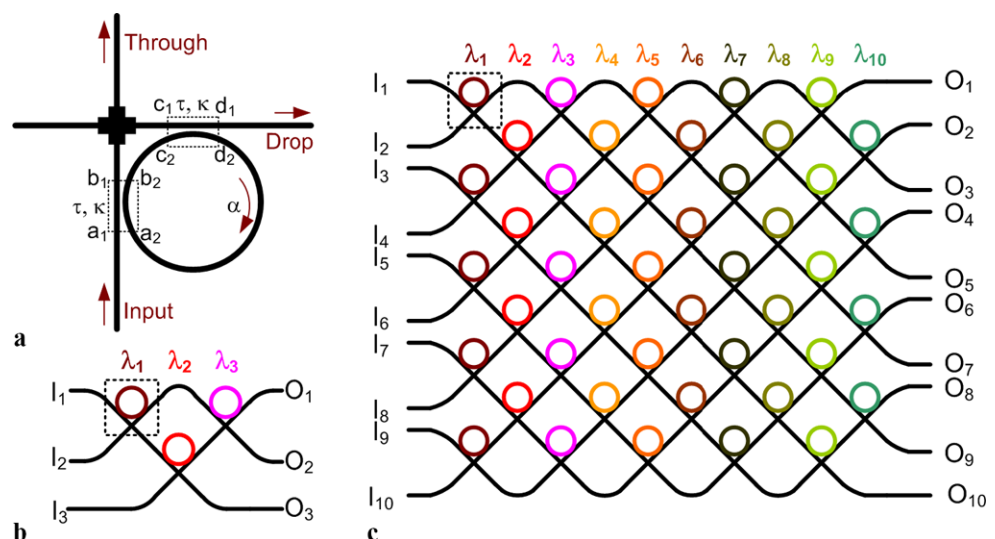 Through
c₁ τ, κ d₁
Drop
c₂ d₂
b₁ b₂
τ, κ
α
a₁ a₂
Input
a
λ₁ λ₂ λ₃
I₁ O₁
I₂ O₂
I₃ O₃
b
λ₁ λ₂ λ₃ λ₄ λ₅ λ₆ λ₇ λ₈ λ₉ λ₁₀
I₁ O₁
O₂
I₂
I₃
O₃
O₄
I₄
I₅
O₅
O₆
I₆
I₇
O₇
O₈
I₈
I₉
O₉
I₁₀ O₁₀
c